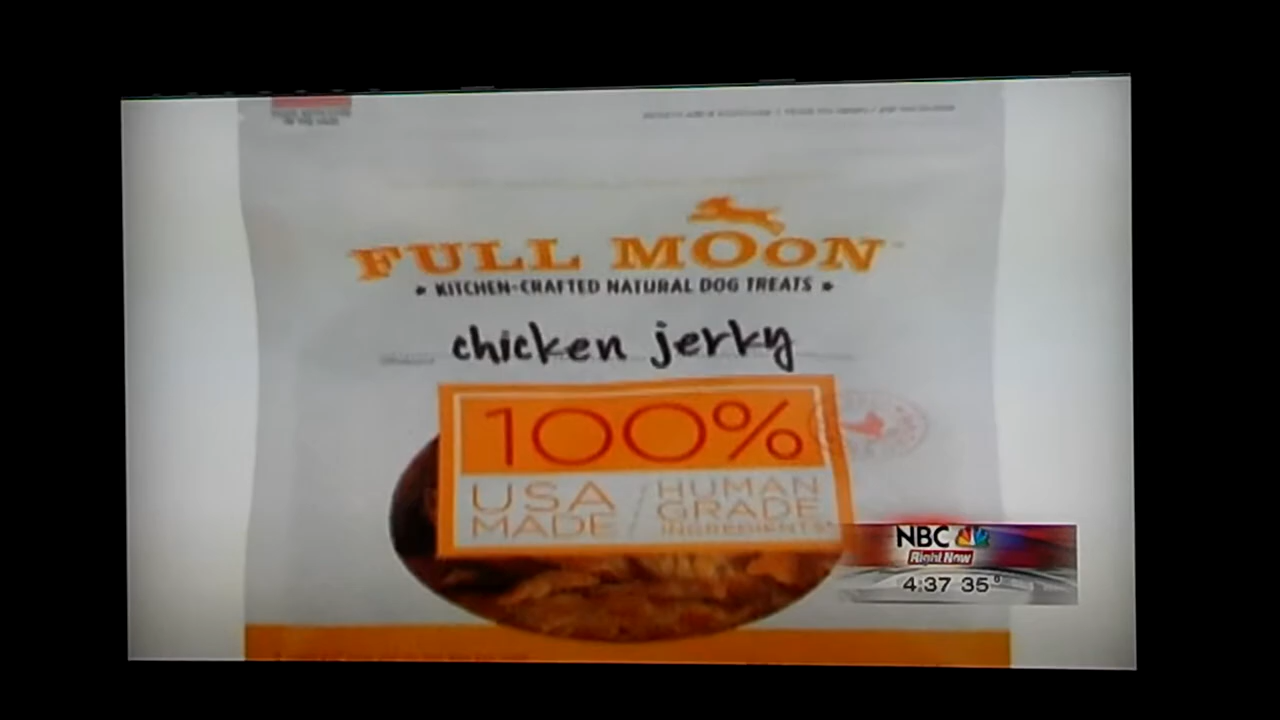 FULL MOON
KITCHEN-CRAFTED NATURAL DOG TREATS
chicken jerky
100%
USA MADE / HUMAN GRADE INGREDIENTS*
NBC
Right Now
4:37 35°